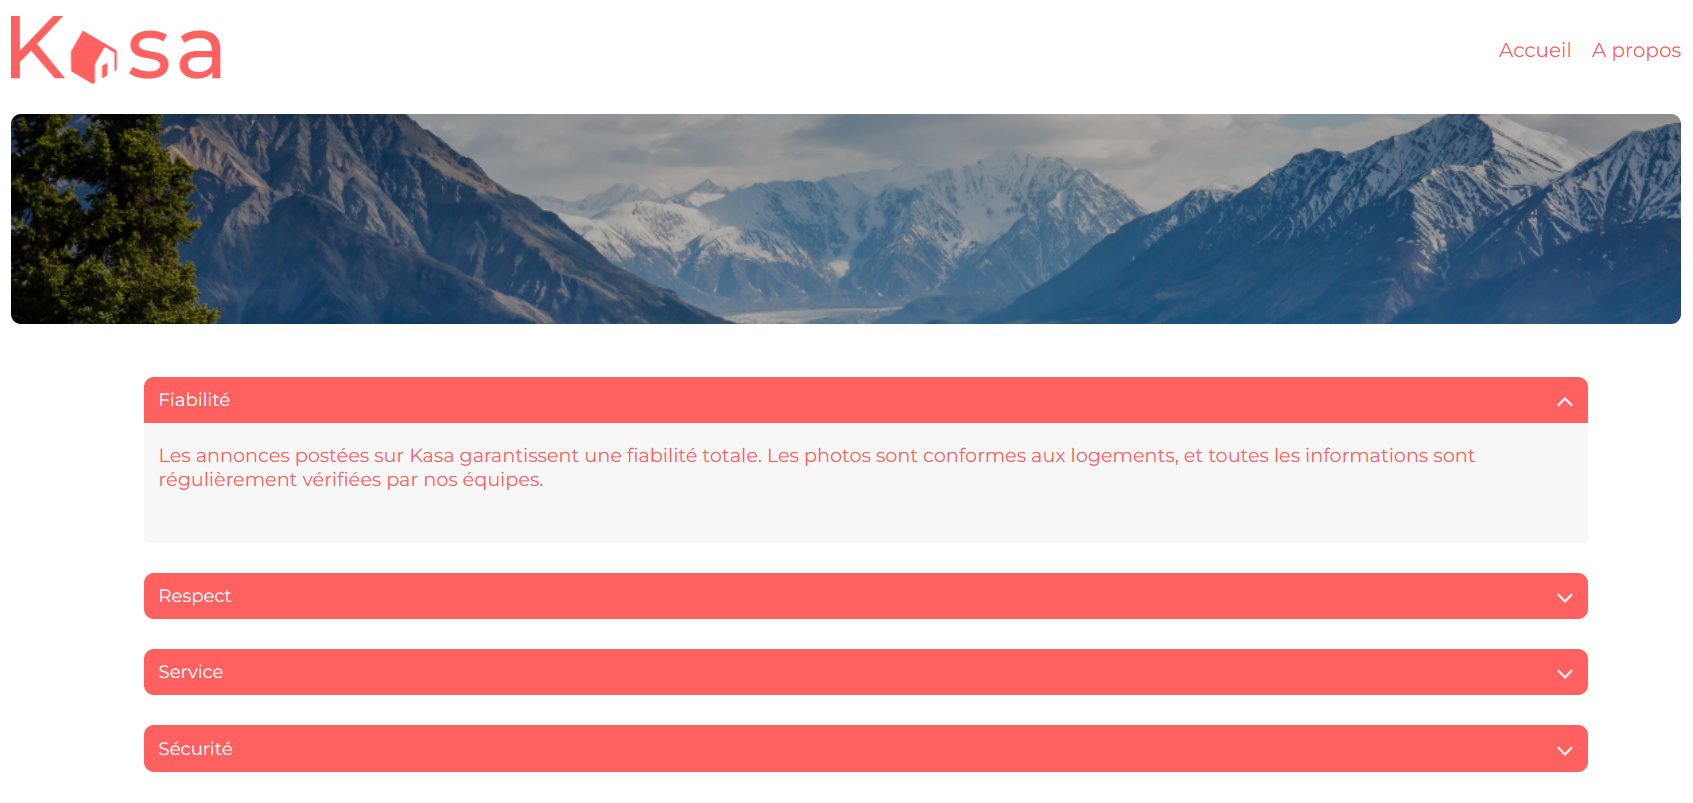 Kasa
Accueil A propos
Fiabilité
Les annonces postées sur Kasa garantissent une fiabilité totale. Les photos sont conformes aux logements, et toutes les informations sont
régulièrement vérifiées par nos équipes.
Respect
Service
Sécurité